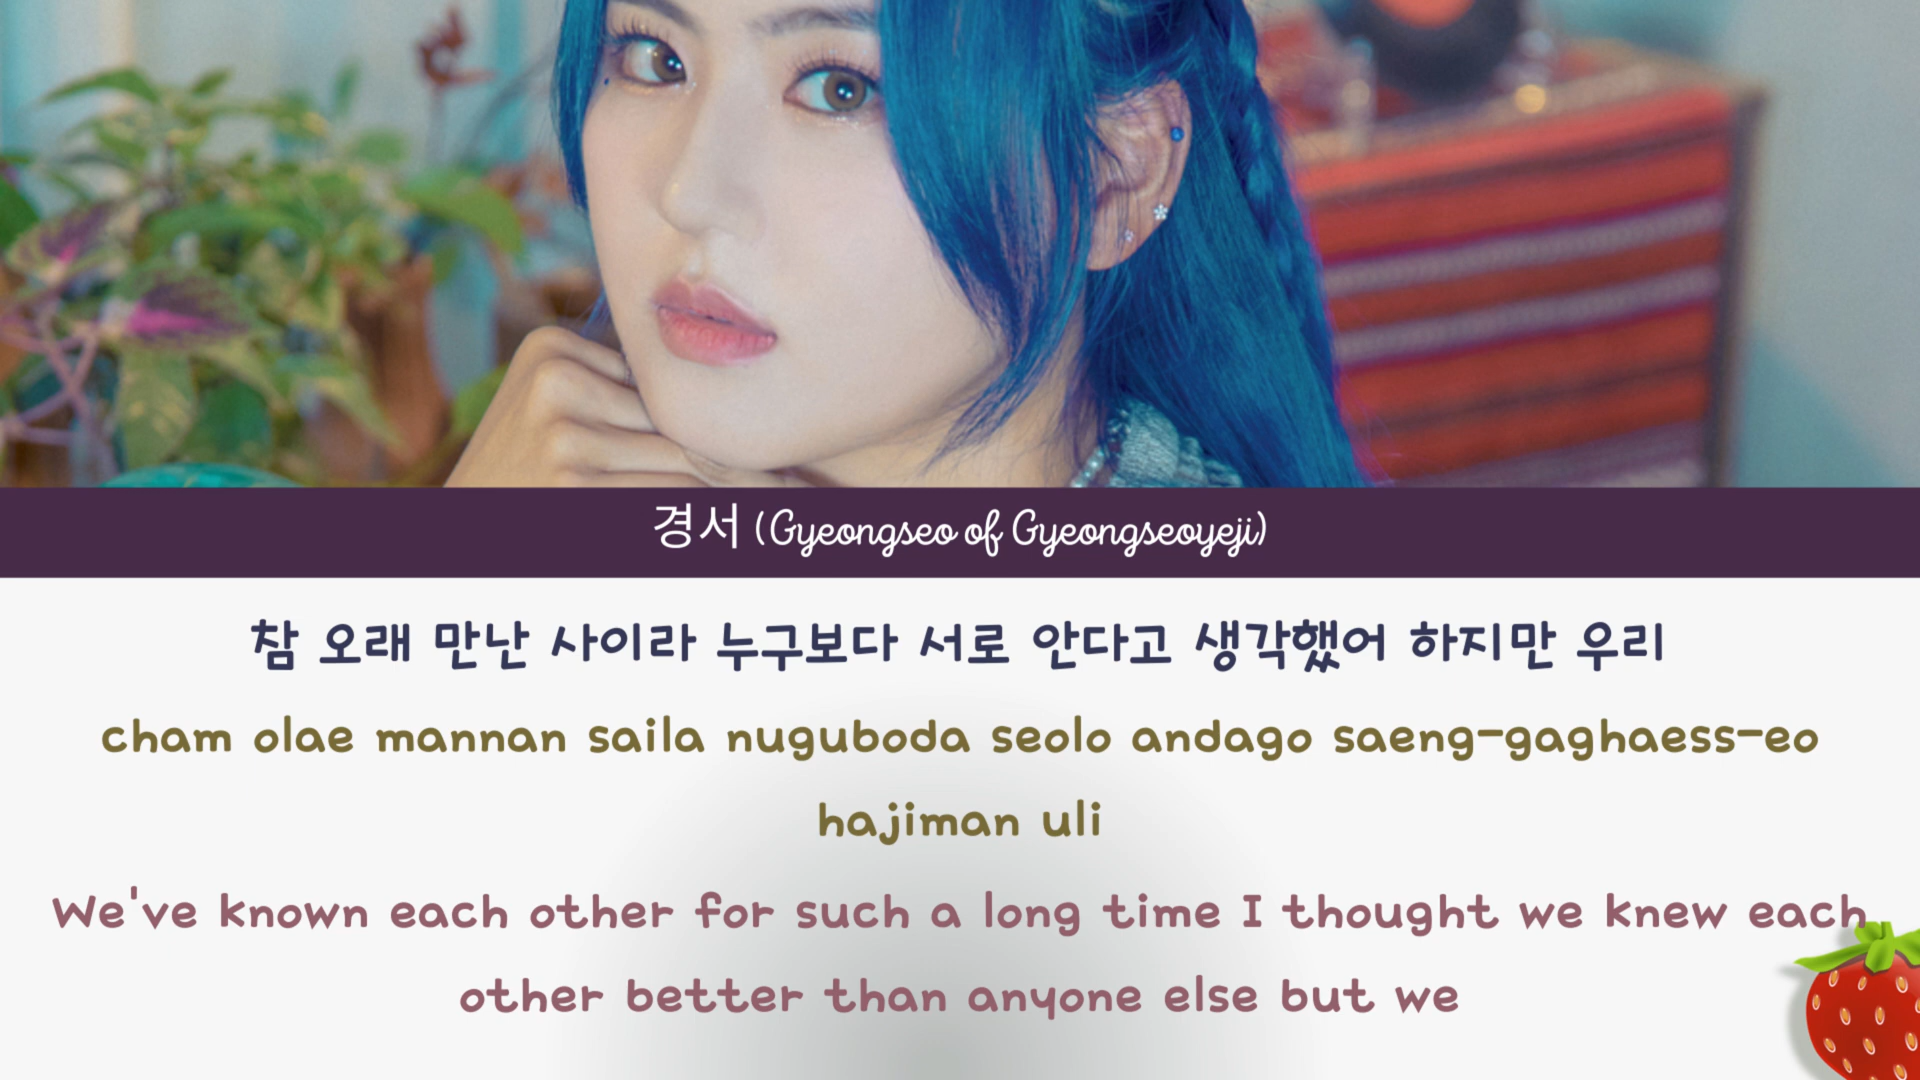 경서 (Gyeongseo of Gyeongseoyeji)
참 오래 만난 사이라 누구보다 서로 안다고 생각했어 하지만 우리
cham olae mannan saila nuguboda seolo andago saeng-gaghaess-eo
hajiman uli
We've known each other for such a long time I thought we knew each
other better than anyone else but we